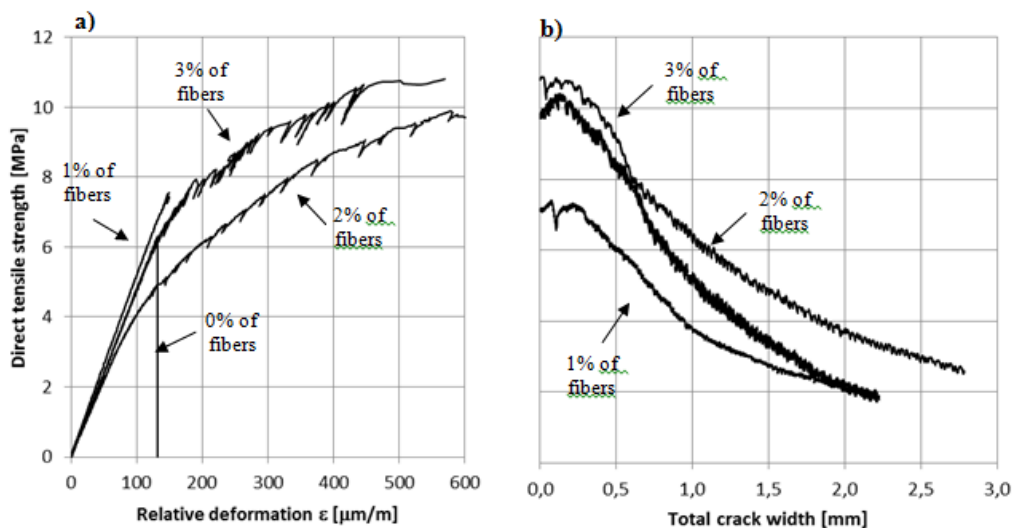 a)
12
10
8
6
4
2
0
Direct tensile strength [MPa]
3% of
fibers
1% of
fibers
2% of
fibers
0% of
fibers
0
100
200
300
400
500
600
Relative deformation ε [μm/m]
b)
3% of
fibers
2% of
fibers
1% of
fibers
0,0
0,5
1,0
1,5
2,0
2,5
3,0
Total crack width [mm]